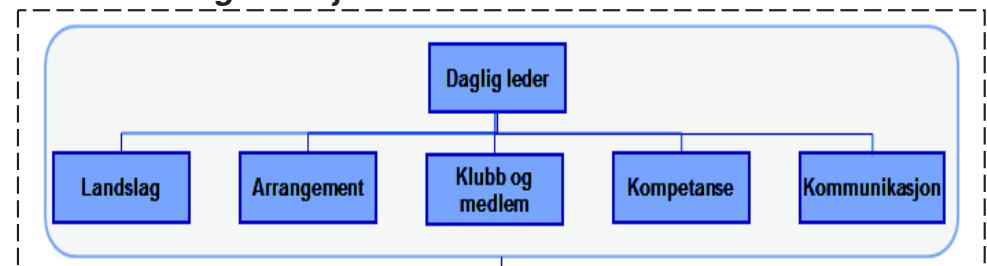 Daglig leder
Landslag
Arrangement
Klubb og
medlem
Kompetanse
Kommunikasjon